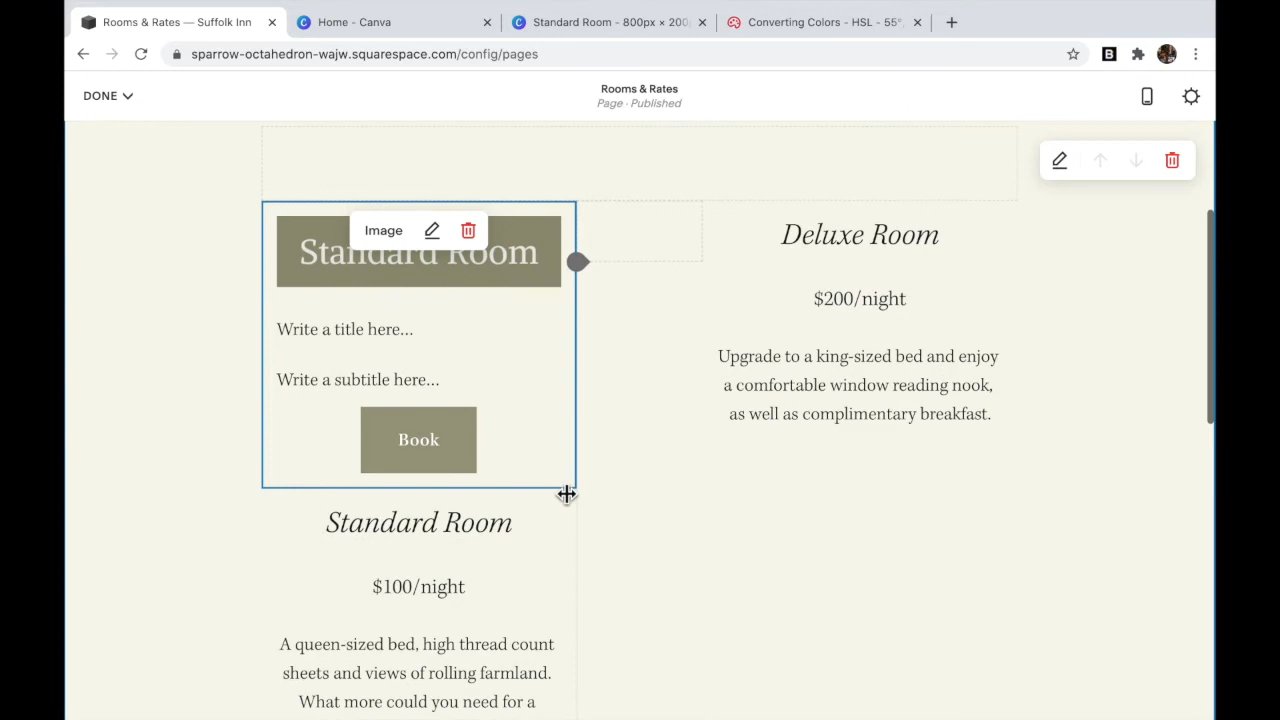 Rooms & Rates — Suffolk Inn
Home - Canva
Standard Room - 800px × 200
Converting Colors - HSL - 55°
sparrow-octahedron-wajw.squarespace.com/config/pages
B
DONE
Rooms & Rates
Page · Published
Image
Standard Room
Write a title here...
Write a subtitle here...
Book
Standard Room
$100/night
A queen-sized bed, high thread count
sheets and views of rolling farmland.
What more could you need for a
Deluxe Room
$200/night
Upgrade to a king-sized bed and enjoy
a comfortable window reading nook,
as well as complimentary breakfast.